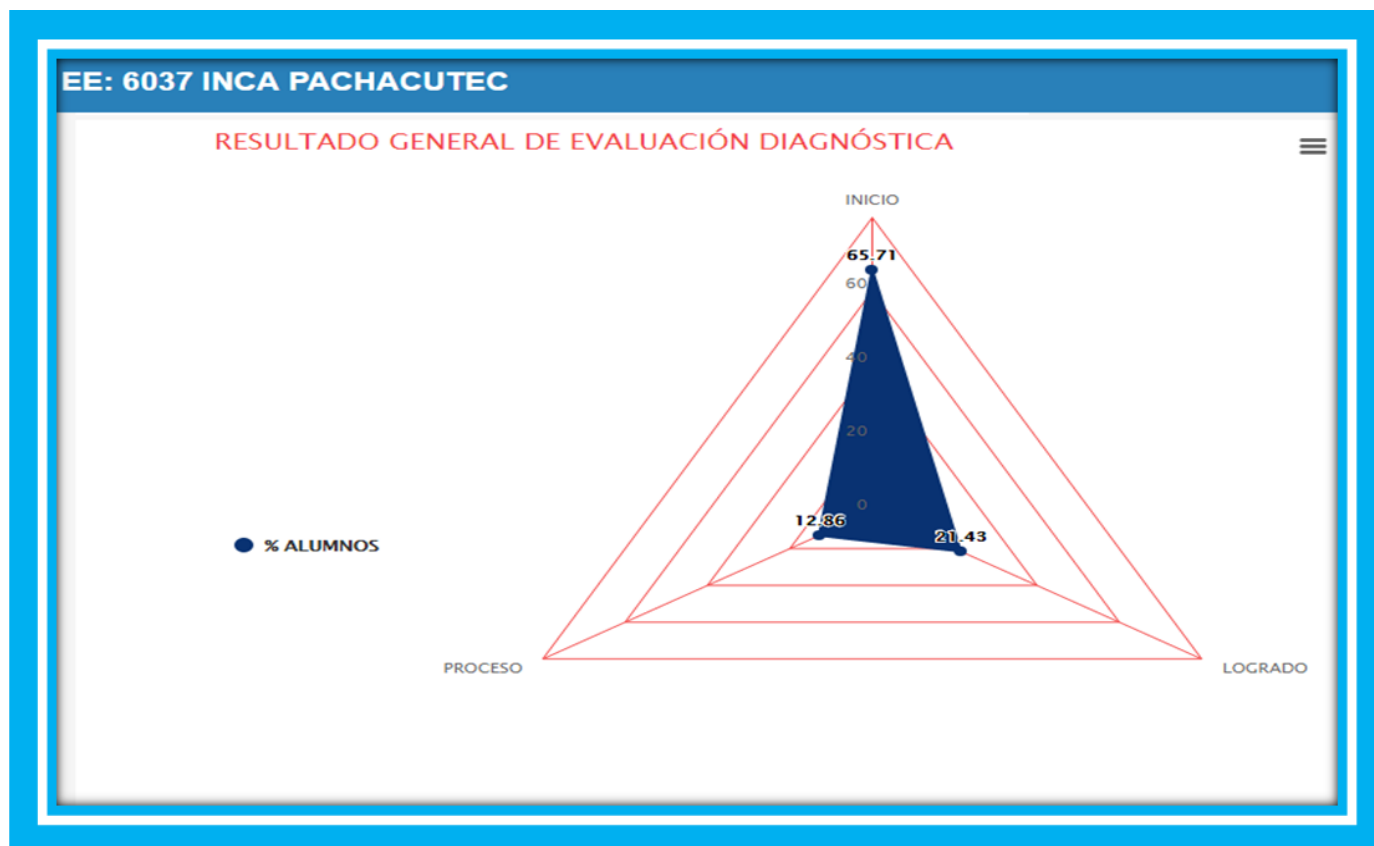 EE: 6037 INCA PACHACUTEC
RESULTADO GENERAL DE EVALUACIÓN DIAGNÓSTICA
INICIO
65.71
60
40
20
0
12.86
21.43
% ALUMNOS
PROCESO
LOGRADO